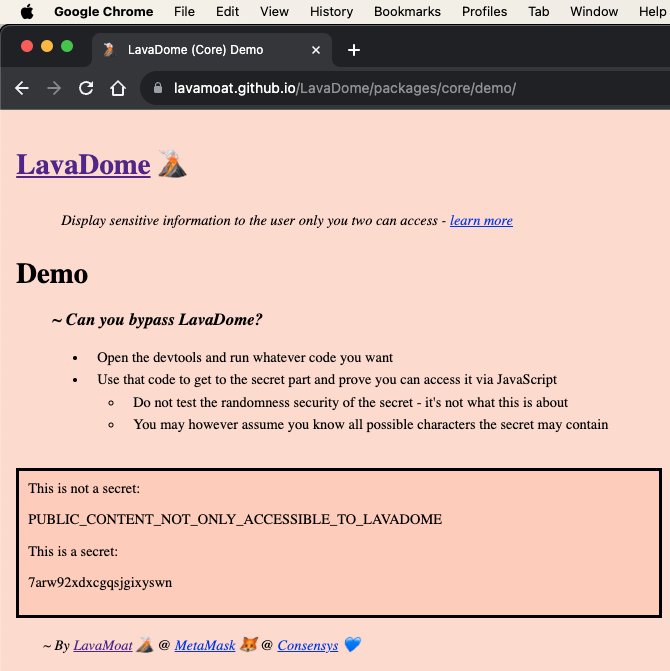 Google Chrome File Edit View History Bookmarks Profiles Tab Window Help
LavaDome (Core) Demo
lavamoat.github.io/LavaDome/packages/core/demo/
LavaDome
Display sensitive information to the user only you two can access - learn more
Demo
~ Can you bypass LavaDome?
Open the devtools and run whatever code you want
Use that code to get to the secret part and prove you can access it via JavaScript
Do not test the randomness security of the secret - it's not what this is about
You may however assume you know all possible characters the secret may contain
This is not a secret:
PUBLIC_CONTENT_NOT_ONLY_ACCESSIBLE_TO_LAVADOME
This is a secret:
7arw92xdxcgqsjgixyswn
~ By LavaMoat 🌋 @ MetaMask 🦊 @ Consensys 💙